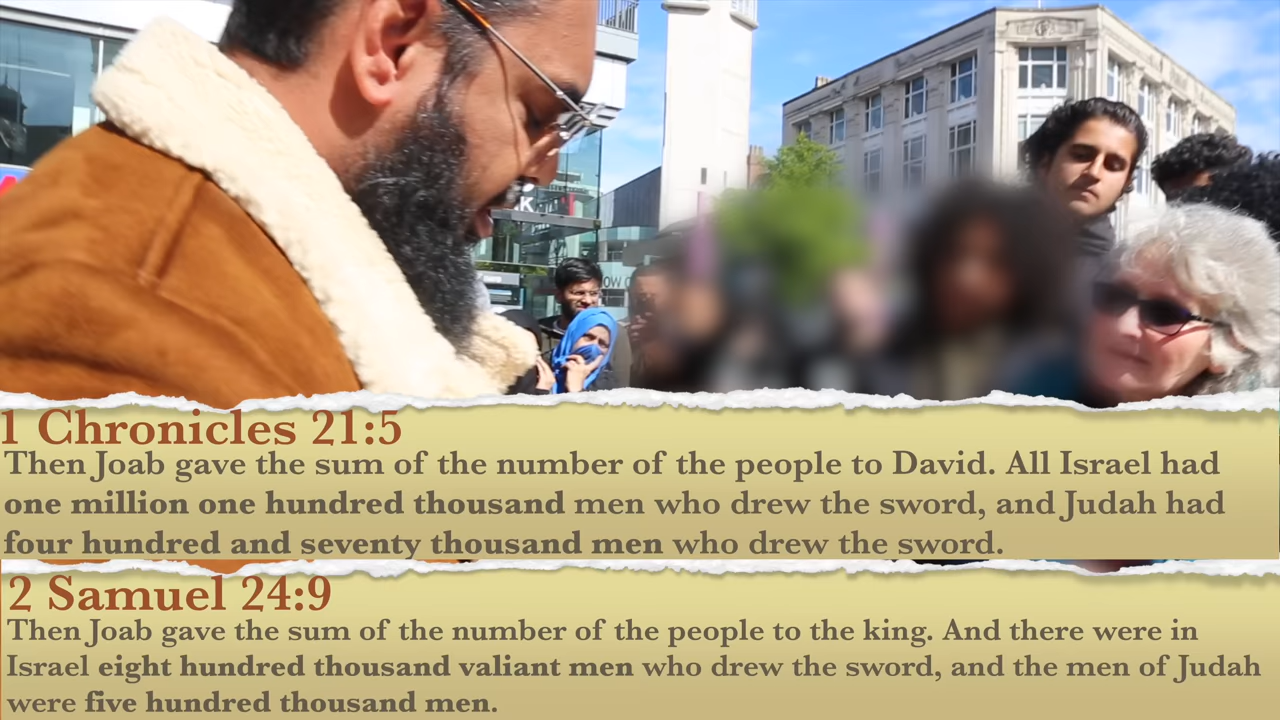 1 Chronicles 21:5
Then Joab gave the sum of the number of the people to David. All Israel had
one million one hundred thousand men who drew the sword, and Judah had
four hundred and seventy thousand men who drew the sword.
2 Samuel 24:9
Then Joab gave the sum of the number of the people to the king. And there were in
Israel eight hundred thousand valiant men who drew the sword, and the men of Judah
were five hundred thousand men.